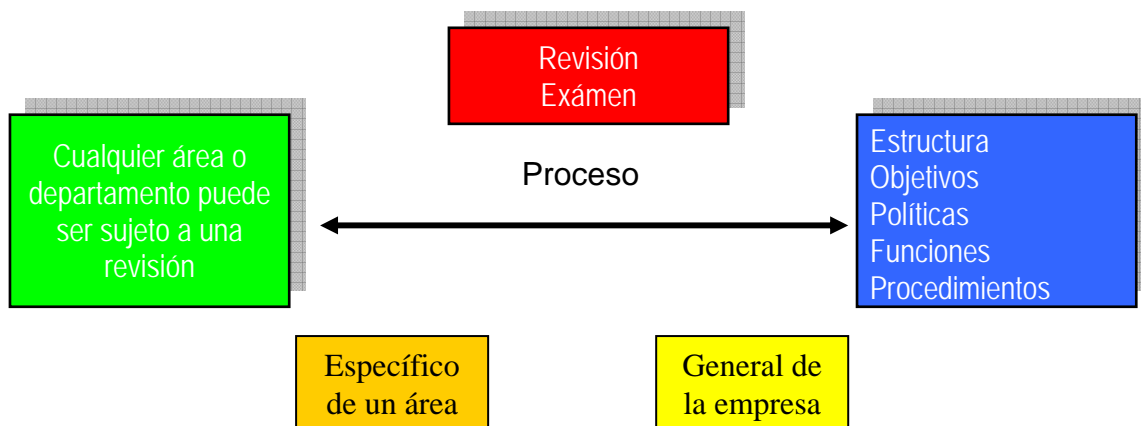 Revisión
Exámen
Cualquier área o
departamento puede
ser sujeto a una
revisión
Proceso
Estructura
Objetivos
Políticas
Funciones
Procedimientos
Específico
de un área
General de
la empresa